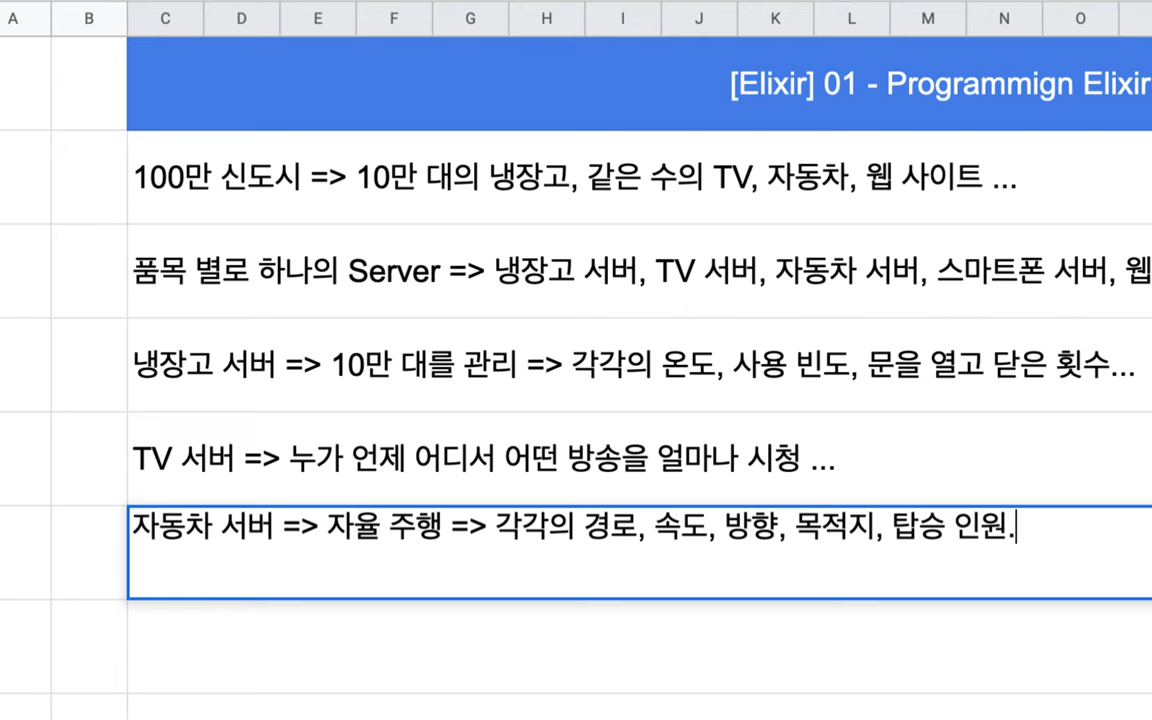 A B C D E F G H I J K L M N O
[Elixir] 01 - Programmign Elixir
100만 신도시 => 10만 대의 냉장고, 같은 수의 TV, 자동차, 웹 사이트 ...
품목 별로 하나의 Server => 냉장고 서버, TV 서버, 자동차 서버, 스마트폰 서버, 웹
냉장고 서버 => 10만 대를 관리 => 각각의 온도, 사용 빈도, 문을 열고 닫은 횟수...
TV 서버 => 누가 언제 어디서 어떤 방송을 얼마나 시청 ...
자동차 서버 => 자율 주행 => 각각의 경로, 속도, 방향, 목적지, 탑승 인원.